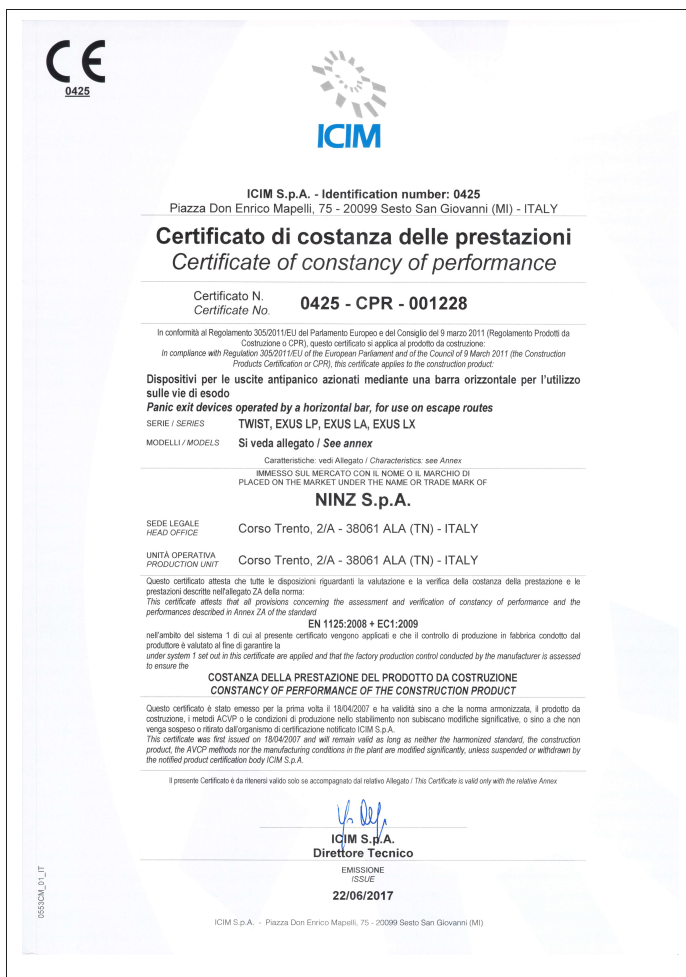 CE
0425
ICIM
ICIM S.p.A. - Identification number: 0425
Piazza Don Enrico Mapelli, 75 - 20099 Sesto San Giovanni (MI) - ITALY
Certificato di costanza delle prestazioni
Certificate of constancy of performance
Certificato N.
Certificate No.
0425 - CPR - 001228
In conformità al Regolamento 305/2011/EU del Parlamento Europeo e del Consiglio del 9 marzo 2011 (Regolamento Prodotti da
Costruzione o CPR), questo certificato si applica al prodotto da costruzione:
In compliance with Regulation 305/2011/EU of the European Parliament and of the Council of 9 March 2011 (the Construction
Products Certification or CPR), this certificate applies to the construction product:
Dispositivi per le uscite antipanico azionati mediante una barra orizzontale per l'utilizzo
sulle vie di esodo
Panic exit devices operated by a horizontal bar, for use on escape routes
SERIE / SERIES TWIST, EXUS LP, EXUS LA, EXUS LX
MODELLI / MODELS Si veda allegato / See annex
Caratteristiche: vedi Allegato / Characteristics: see Annex
IMMESSO SUL MERCATO CON IL NOME O IL MARCHIO DI
PLACED ON THE MARKET UNDER THE NAME OR TRADE MARK OF
NINZ S.p.A.
SEDE LEGALE
HEAD OFFICE
Corso Trento, 2/A - 38061 ALA (TN) - ITALY
UNITÀ OPERATIVA
PRODUCTION UNIT
Corso Trento, 2/A - 38061 ALA (TN) - ITALY
Questo certificato attesta che tutte le disposizioni riguardanti la valutazione e la verifica della costanza della prestazione e le
prestazioni descritte nell'allegato ZA della norma:
This certificate attests that all provisions concerning the assessment and verification of constancy of performance and the
performances described in Annex ZA of the standard
EN 1125:2008 + EC1:2009
nell'ambito del sistema 1 di cui al presente certificato vengono applicati e che il controllo di produzione in fabbrica condotto dal
produttore è valutato al fine di garantire la
under system 1 set out in this certificate are applied and that the factory production control conducted by the manufacturer is assessed
to ensure the
COSTANZA DELLA PRESTAZIONE DEL PRODOTTO DA COSTRUZIONE
CONSTANCY OF PERFORMANCE OF THE CONSTRUCTION PRODUCT
Questo certificato è stato emesso per la prima volta il 18/04/2007 e ha validità sino a che la norma armonizzata, il prodotto da
costruzione, i metodi ACVP o le condizioni di produzione nello stabilimento non subiscano modifiche significative, o sino a che non
venga sospeso o ritirato dall'organismo di certificazione notificato ICIM S.p.A.
This certificate was first issued on 18/04/2007 and will remain valid as long as neither the harmonized standard, the construction
product, the AVCP methods nor the manufacturing conditions in the plant are modified significantly, unless suspended or withdrawn by
the notified product certification body ICIM S.p.A.
Il presente Certificato è da ritenersi valido solo se accompagnato dal relativo Allegato / This Certificate is valid only with the relative Annex
ICIM S.p.A.
Direttore Tecnico
EMISSIONE
ISSUE
22/06/2017
0553CM_01_IT
ICIM S.p.A. - Piazza Don Enrico Mapelli, 75 - 20099 Sesto San Giovanni (MI)